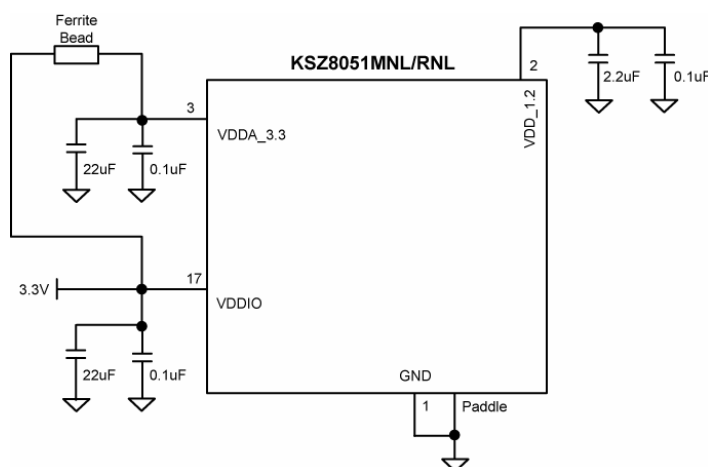 Ferrite
Bead
KSZ8051MNL/RNL
2
2.2uF
0.1uF
VDD_1.2
3
VDDA_3.3
22uF
0.1uF
17
3.3V
VDDIO
22uF
0.1uF
GND
1
Paddle